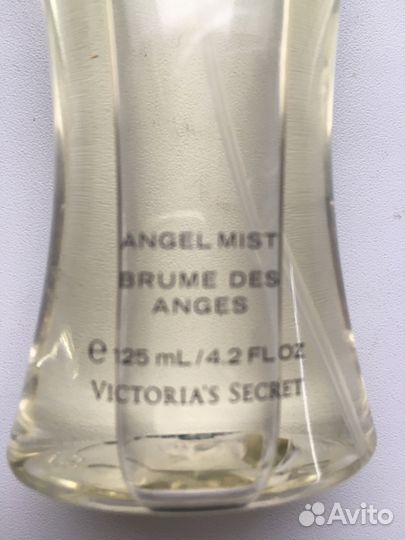 ANGEL MIST
BRUME DES
ANGES
℮ 125 mL/4.2 FL OZ
VICTORIA'S SECRET
Avito